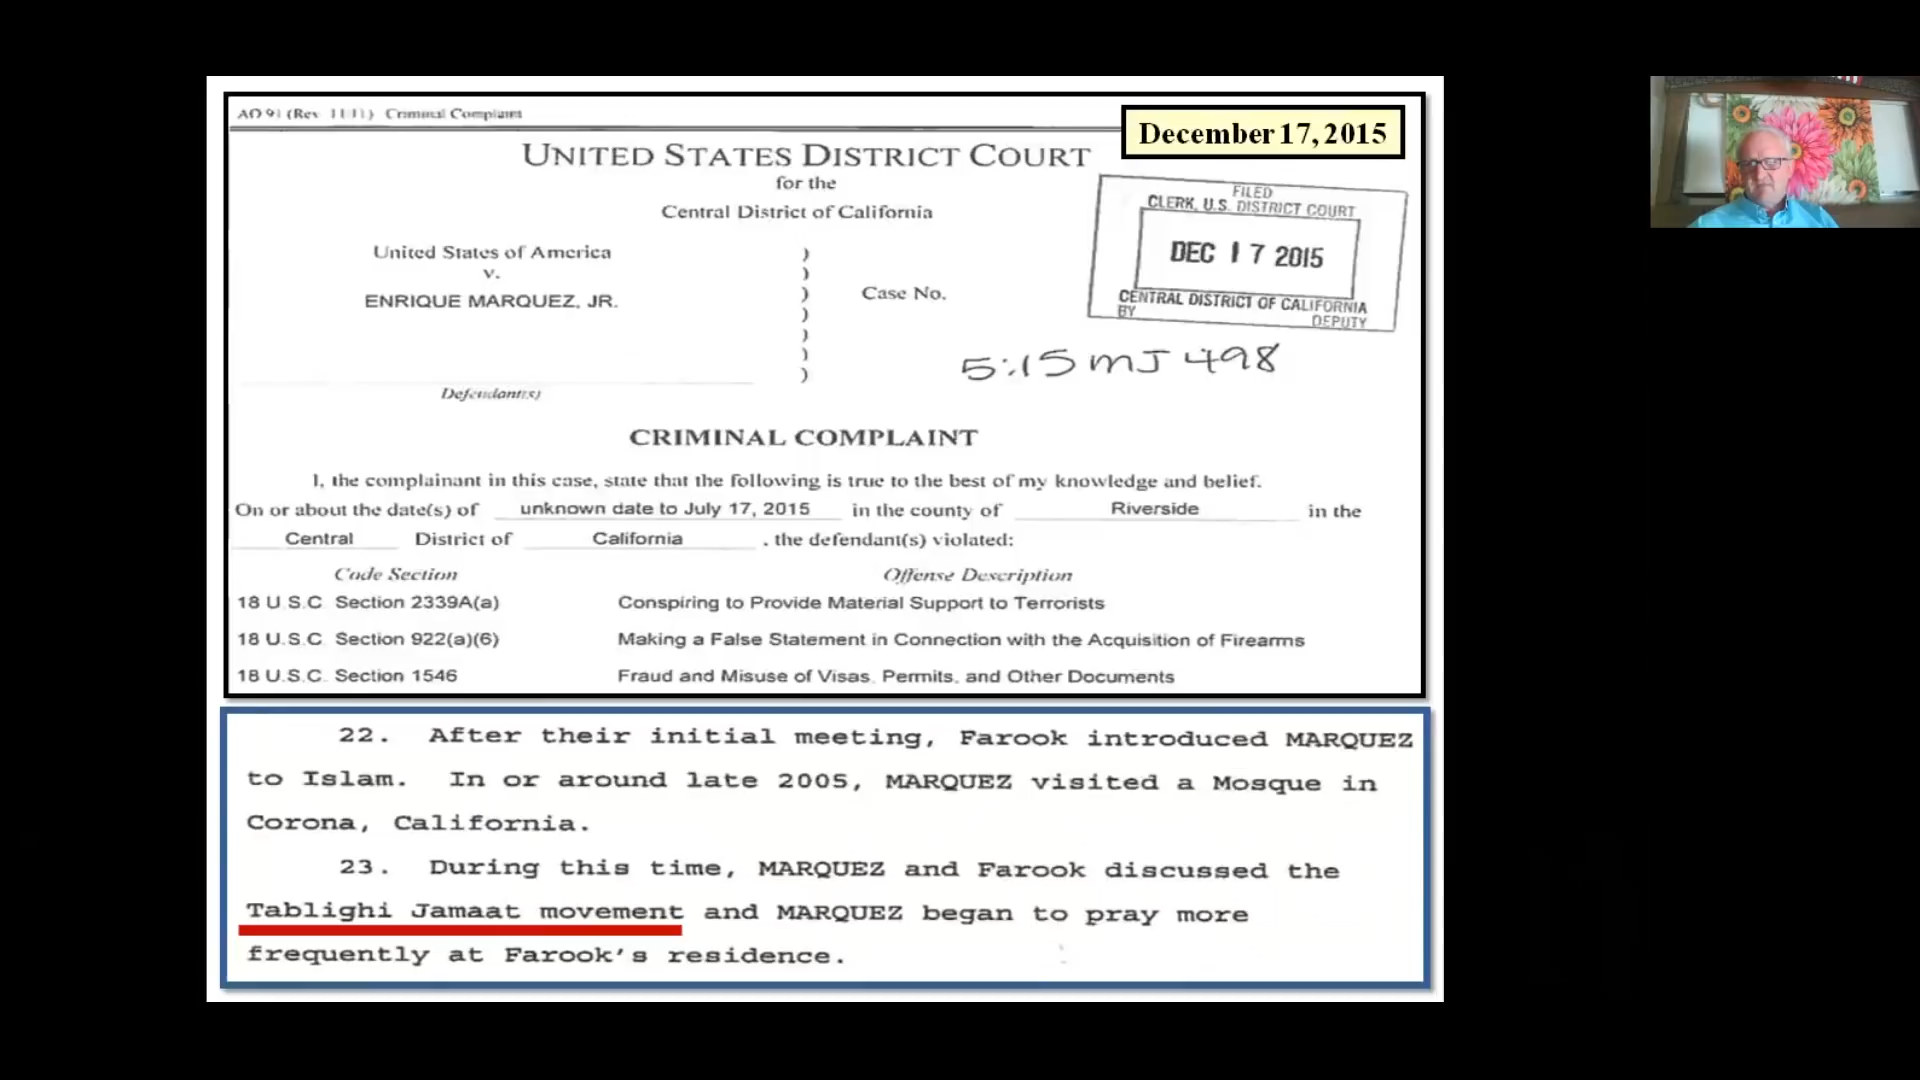 AO 91 (Rev. 11/11) Criminal Complaint
December 17, 2015
UNITED STATES DISTRICT COURT
for the
Central District of California
FILED
CLERK, U.S. DISTRICT COURT
DEC 17 2015
CENTRAL DISTRICT OF CALIFORNIA
BY DEPUTY
United States of America
v.
ENRIQUE MARQUEZ, JR.
)
)
)
)
)
)
)
Case No.
5:15 MJ 498
Defendant(s)
CRIMINAL COMPLAINT
I, the complainant in this case, state that the following is true to the best of my knowledge and belief.
On or about the date(s) of unknown date to July 17, 2015 in the county of Riverside in the
Central District of California , the defendant(s) violated:
Code Section Offense Description
18 U.S.C. Section 2339A(a) Conspiring to Provide Material Support to Terrorists
18 U.S.C. Section 922(a)(6) Making a False Statement in Connection with the Acquisition of Firearms
18 U.S.C. Section 1546 Fraud and Misuse of Visas, Permits, and Other Documents
22. After their initial meeting, Farook introduced MARQUEZ
to Islam. In or around late 2005, MARQUEZ visited a Mosque in
Corona, California.
23. During this time, MARQUEZ and Farook discussed the
Tablighi Jamaat movement and MARQUEZ began to pray more
frequently at Farook's residence.